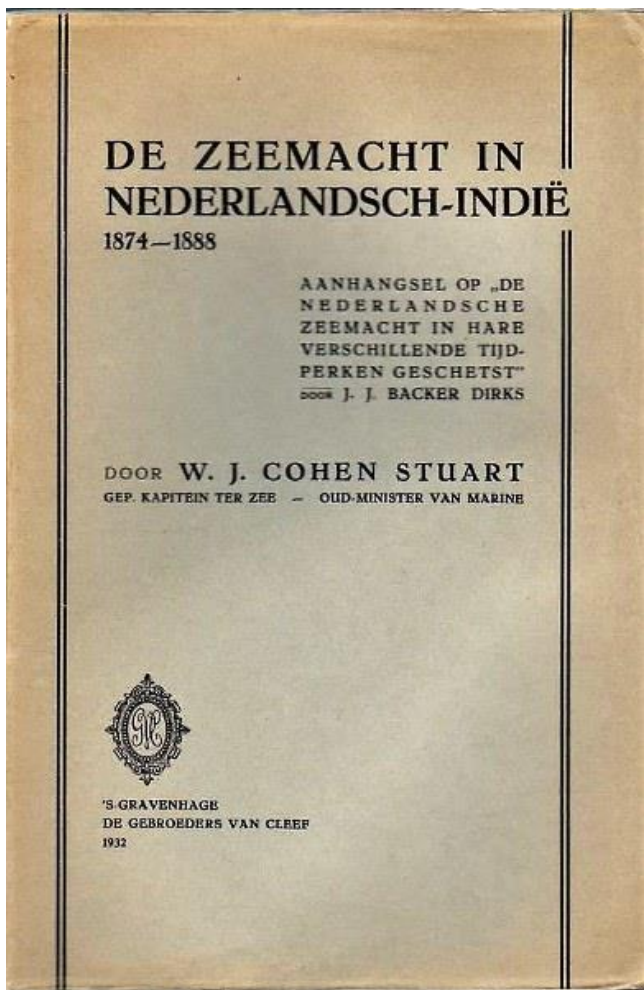 DE ZEEMACHT IN
NEDERLANDSCH-INDIË
1874—1888
AANHANGSEL OP „DE
NEDERLANDSCHE
ZEEMACHT IN HARE
VERSCHILLENDE TIJD-
PERKEN GESCHETST"
DOOR J. J. BACKER DIRKS
DOOR W. J. COHEN STUART
GEP. KAPITEIN TER ZEE — OUD-MINISTER VAN MARINE
GVC
'S-GRAVENHAGE
DE GEBROEDERS VAN CLEEF
1932